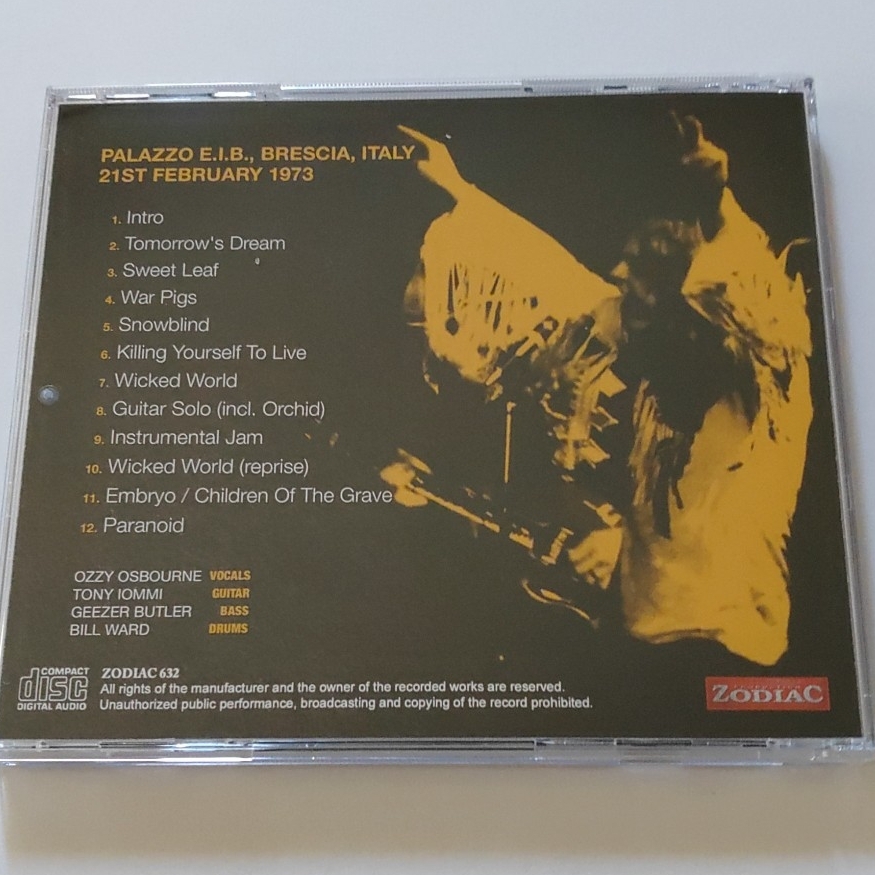 PALAZZO E.I.B., BRESCIA, ITALY
21ST FEBRUARY 1973
1. Intro
2. Tomorrow's Dream
3. Sweet Leaf
4. War Pigs
5. Snowblind
6. Killing Yourself To Live
7. Wicked World
8. Guitar Solo (incl. Orchid)
9. Instrumental Jam
10. Wicked World (reprise)
11. Embryo / Children Of The Grave
12. Paranoid
OZZY OSBOURNE VOCALS
TONY IOMMI GUITAR
GEEZER BUTLER BASS
BILL WARD DRUMS
COMPACT
disc
DIGITAL AUDIO
ZODIAC 632
All rights of the manufacturer and the owner of the recorded works are reserved.
Unauthorized public performance, broadcasting and copying of the record prohibited.
ZODIAC